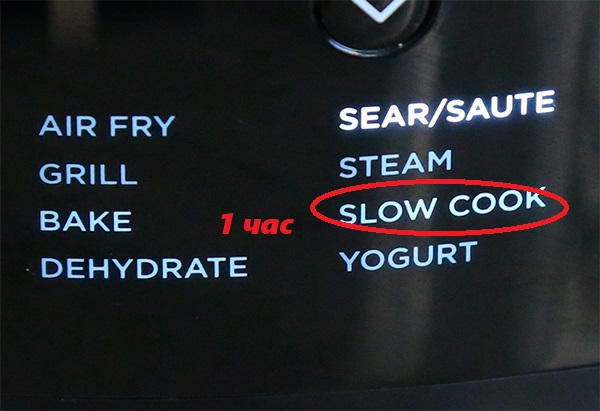 AIR FRY
GRILL
BAKE
DEHYDRATE
1 час
SEAR/SAUTE
STEAM
SLOW COOK
YOGURT